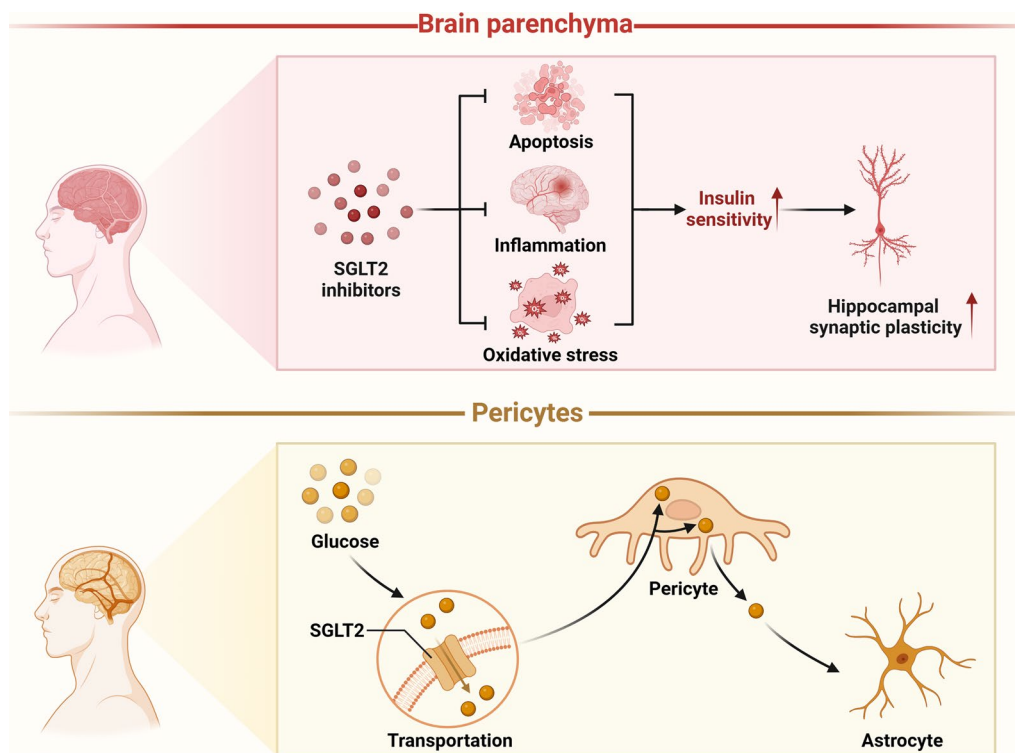 Brain parenchyma
Apoptosis
Inflammation
Oxidative stress
SGLT2
inhibitors
Insulin
sensitivity
Hippocampal
synaptic plasticity
Pericytes
Glucose
SGLT2
Transportation
Pericyte
Astrocyte